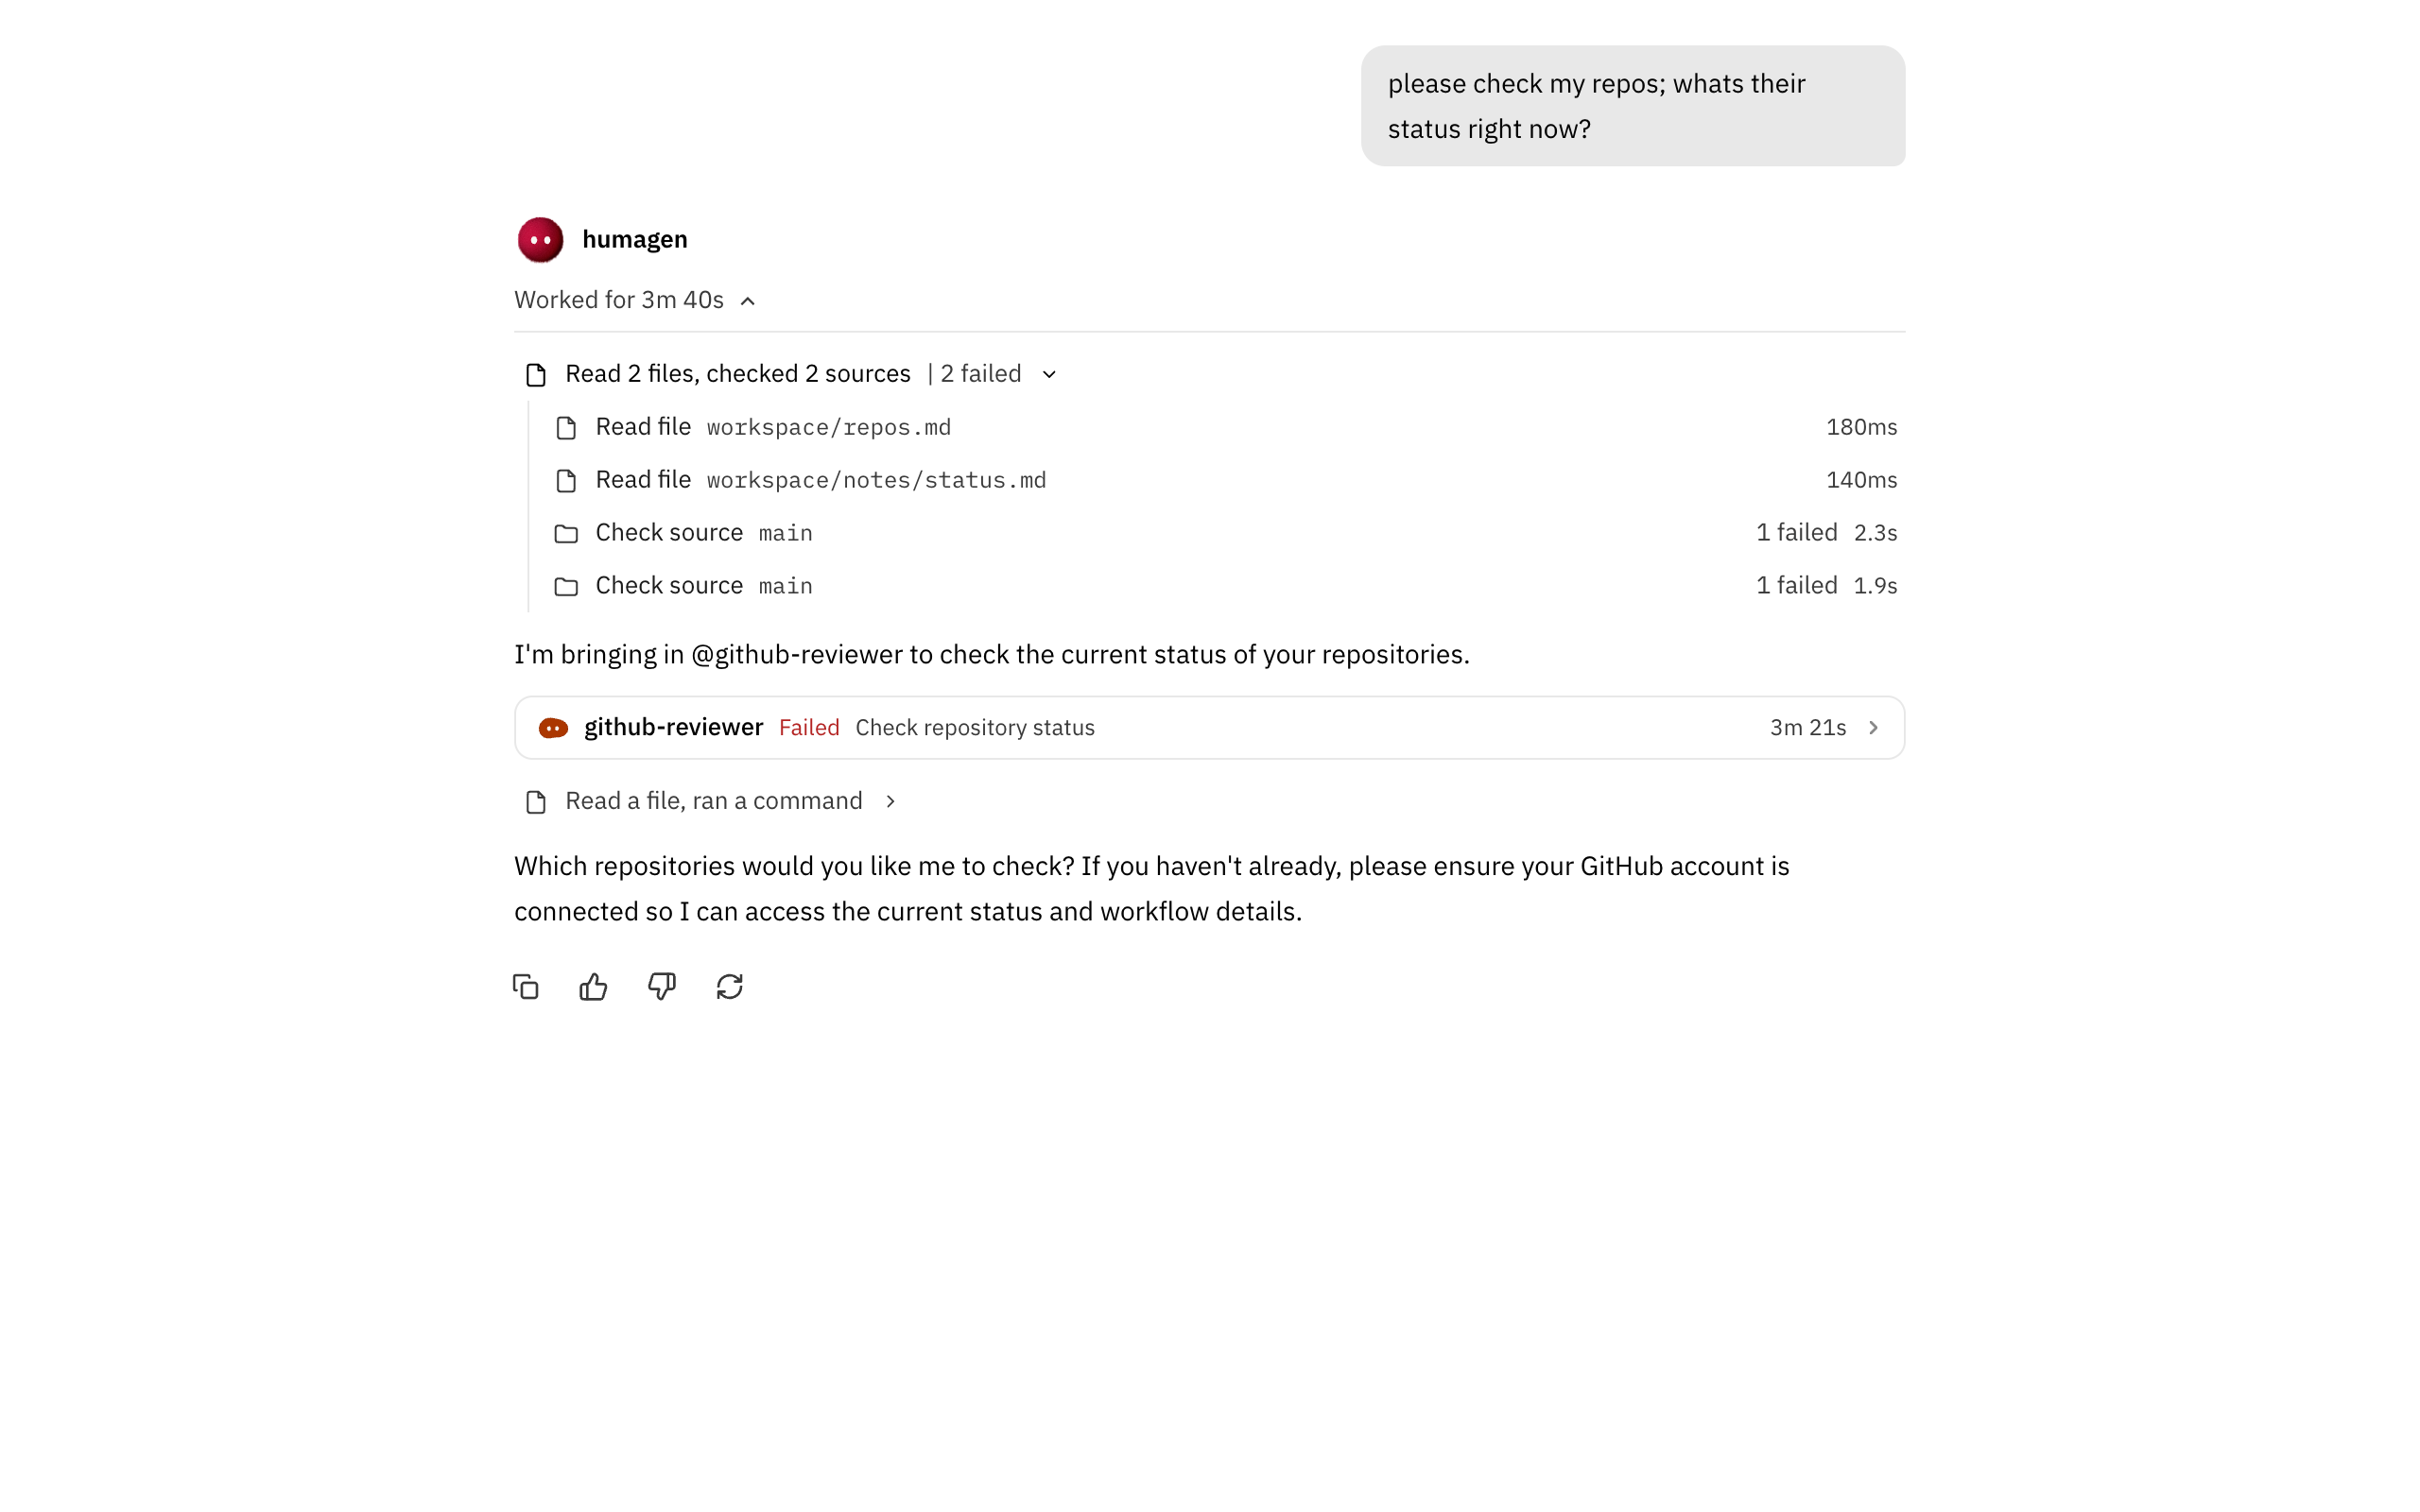 please check my repos; whats their
status right now?
humagen
Worked for 3m 40s
Read 2 files, checked 2 sources | 2 failed
Read file workspace/repos.md 180ms
Read file workspace/notes/status.md 140ms
Check source main 1 failed 2.3s
Check source main 1 failed 1.9s
I'm bringing in @github-reviewer to check the current status of your repositories.
github-reviewer Failed Check repository status 3m 21s
Read a file, ran a command
Which repositories would you like me to check? If you haven't already, please ensure your GitHub account is
connected so I can access the current status and workflow details.